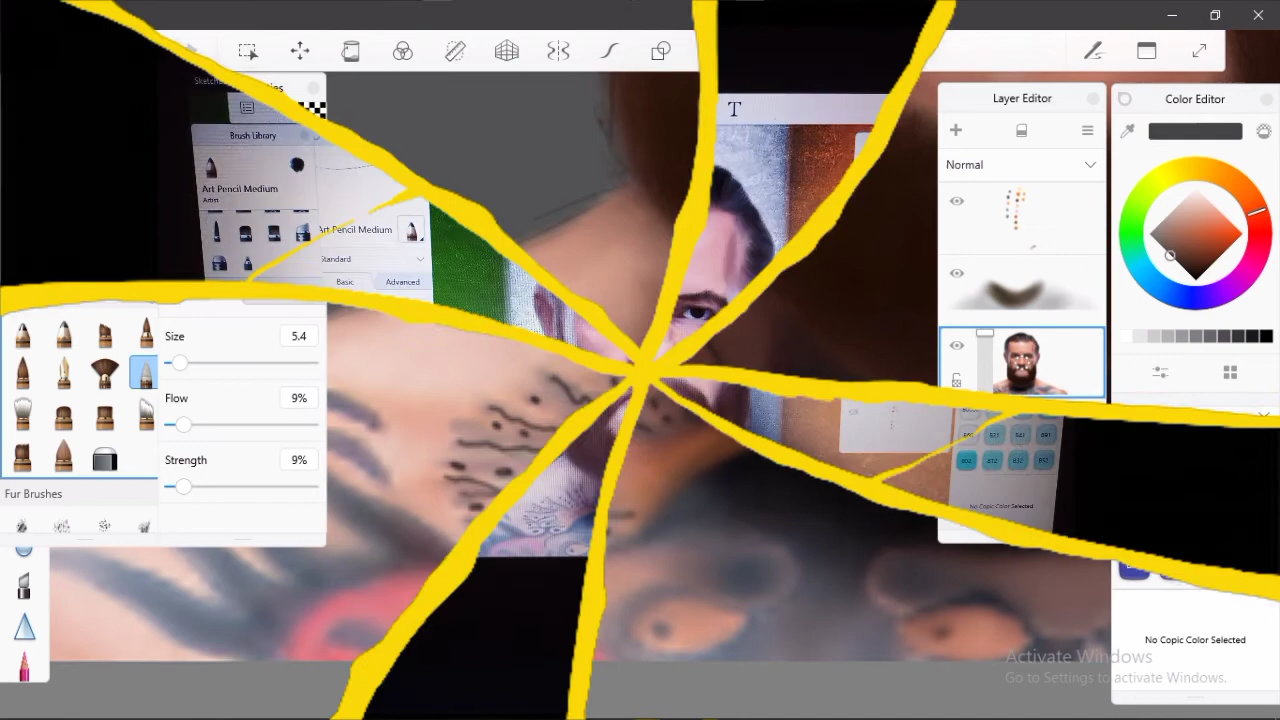 Brush Library
Art Pencil Medium
Artin
Art Pencil Medium
Standard
Basic
Advanced
T
Layer Editor
Normal
Color Editor
Size
5.4
Flow
9%
Strength
9%
Fur Brushes
No Copic Color Selected
No Copic Color Selected
Activate Windows
Go to Settings to activate Windows.